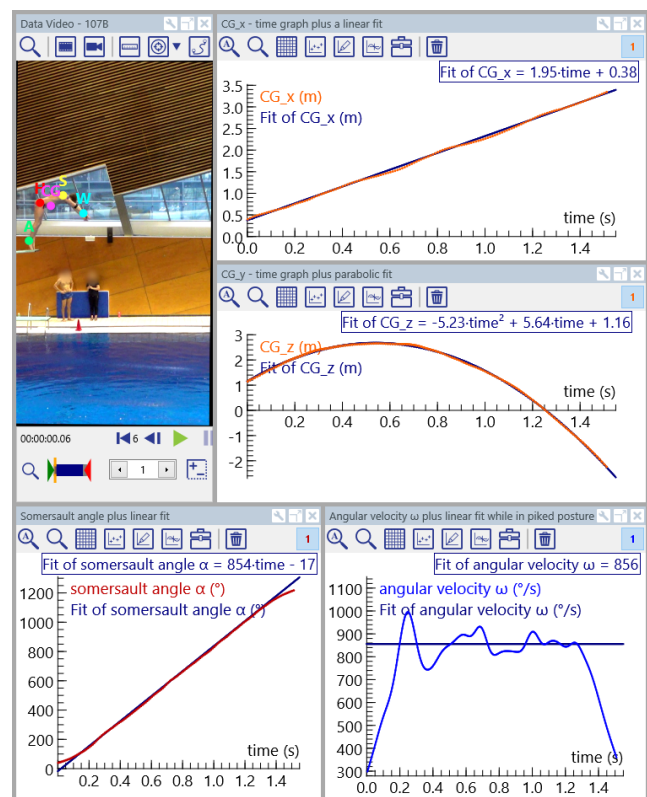 Data Video - 107B
H
Cg
S
W
A
00:00:00.06
6
1
CG_x - time graph plus a linear fit
1
Fit of CG_x = 1.95·time + 0.38
CG_x (m)
Fit of CG_x (m)
3.5
3.0
2.5
2.0
1.5
1.0
0.5
0.0
time (s)
0.0 0.2 0.4 0.6 0.8 1.0 1.2 1.4
CG_y - time graph plus parabolic fit
1
Fit of CG_z = -5.23·time² + 5.64·time + 1.16
CG_z (m)
Fit of CG_z (m)
3
2
1
0
-1
-2
time (s)
0.0 0.2 0.4 0.6 0.8 1.0 1.2 1.4
Somersault angle plus linear fit
1
Fit of somersault angle α = 854·time - 17
somersault angle α (°)
Fit of somersault angle α (°)
1200
1000
800
600
400
200
0
time (s)
0.2 0.4 0.6 0.8 1.0 1.2 1.4
Angular velocity ω plus linear fit while in piked posture
1
Fit of angular velocity ω = 856
angular velocity ω (°/s)
Fit of angular velocity ω (°/s)
1100
1000
900
800
700
600
500
400
300
time (s)
0.0 0.2 0.4 0.6 0.8 1.0 1.2 1.4